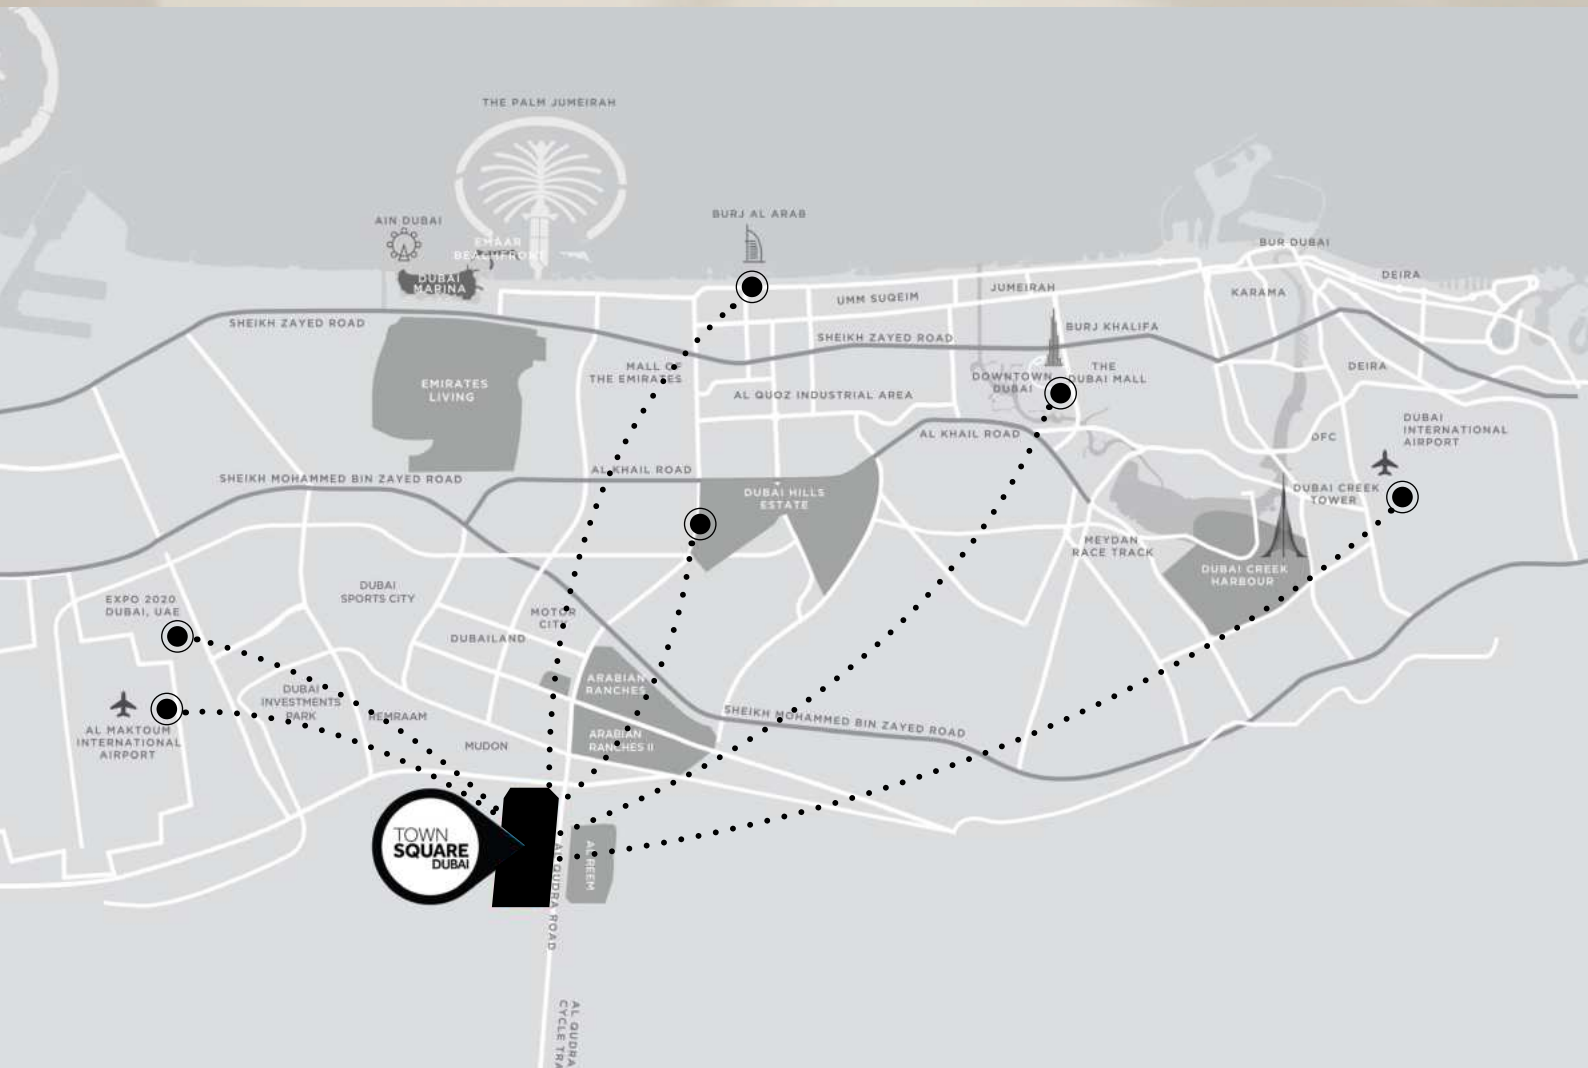 THE PALM JUMEIRAH
AIN DUBAI
BURJ AL ARAB
EMAAR
BEACHFRONT
DUBAI
MARINA
BUR DUBAI
DEIRA
JUMEIRAH
KARAMA
UMM SUQEIM
SHEIKH ZAYED ROAD
SHEIKH ZAYED ROAD
BURJ KHALIFA
MALL OF
THE EMIRATES
DOWNTOWN
DUBAI
THE
DUBAI MALL
DEIRA
EMIRATES
LIVING
AL QUOZ INDUSTRIAL AREA
AL KHAIL ROAD
DUBAI
INTERNATIONAL
AIRPORT
DFC
AL KHAIL ROAD
SHEIKH MOHAMMED BIN ZAYED ROAD
DUBAI HILLS
ESTATE
DUBAI CREEK
TOWER
MEYDAN
RACE TRACK
DUBAI CREEK
HARBOUR
DUBAI
SPORTS CITY
EXPO 2020
DUBAI, UAE
MOTOR
CITY
DUBAILAND
ARABIAN
RANCHES
DUBAI
INVESTMENTS
PARK
REMRAAM
SHEIKH MOHAMMED BIN ZAYED ROAD
AL MAKTOUM
INTERNATIONAL
AIRPORT
MUDON
ARABIAN
RANCHES II
TOWN
SQUARE
DUBAI
AL REEM
AL QUDRA ROAD
AL QUDRA
CYCLE